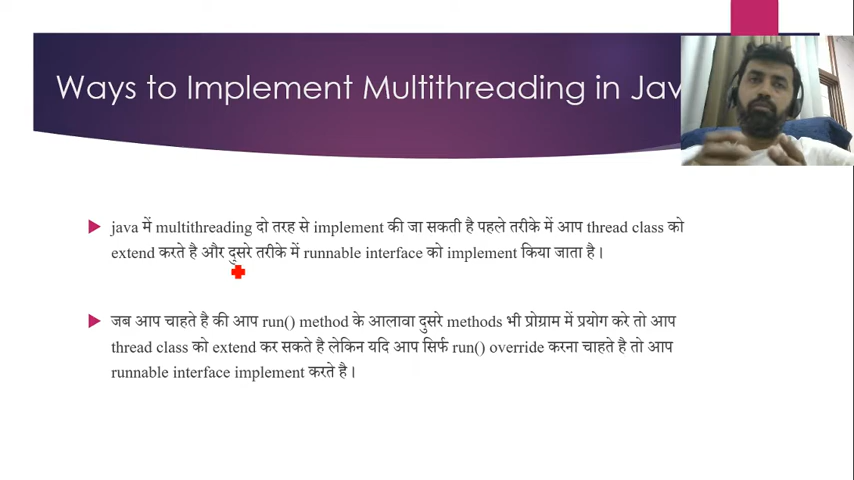 Ways to Implement Multithreading in Jav
java में multithreading दो तरह से implement की जा सकती है पहले तरीके में आप thread class को
extend करते है और दुसरे तरीके में runnable interface को implement किया जाता है।
जब आप चाहते है की आप run() method के आलावा दुसरे methods भी प्रोग्राम में प्रयोग करे तो आप
thread class को extend कर सकते है लेकिन यदि आप सिर्फ run() override करना चाहते है तो आप
runnable interface implement करते है।